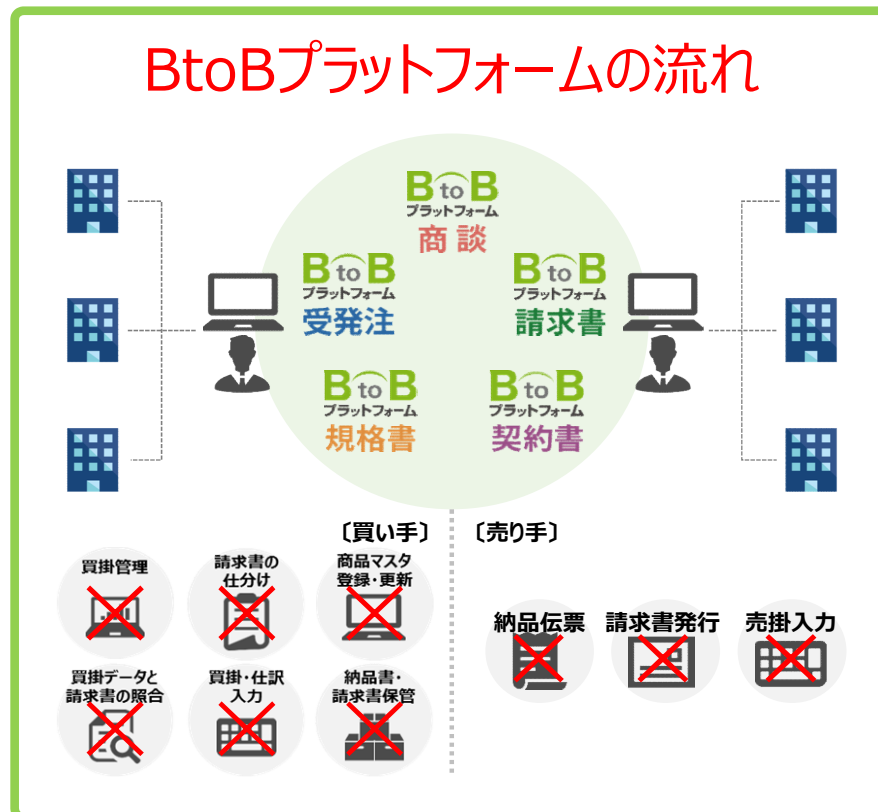 BtoBプラットフォームの流れ
BtoB
プラットフォーム
商談
BtoB
プラットフォーム
受発注
BtoB
プラットフォーム
請求書
BtoB
プラットフォーム
規格書
BtoB
プラットフォーム
契約書
〔買い手〕
〔売り手〕
買掛管理
請求書の
仕分け
商品マスタ
登録・更新
買掛データと
請求書の照合
買掛・仕訳
入力
納品書・
請求書保管
納品伝票
請求書発行
売掛入力